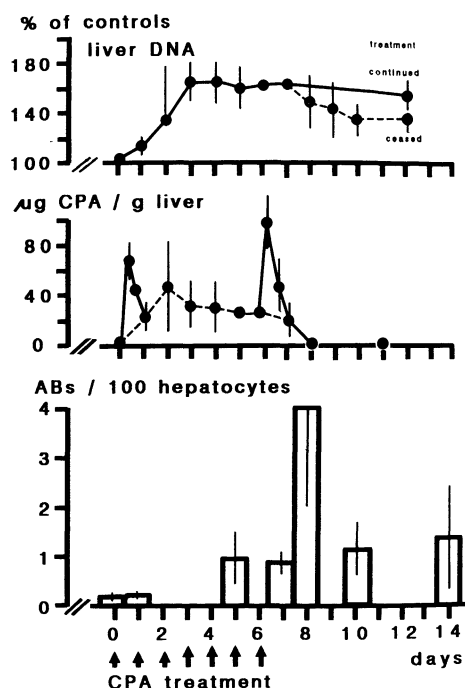 % of controls
liver DNA
treatment
180
continued
140
ceased
100
µg CPA / g liver
80
40
0
ABs / 100 hepatocytes
4
3
2
1
0
0 2 4 6 8 10 12 14
days
CPA treatment